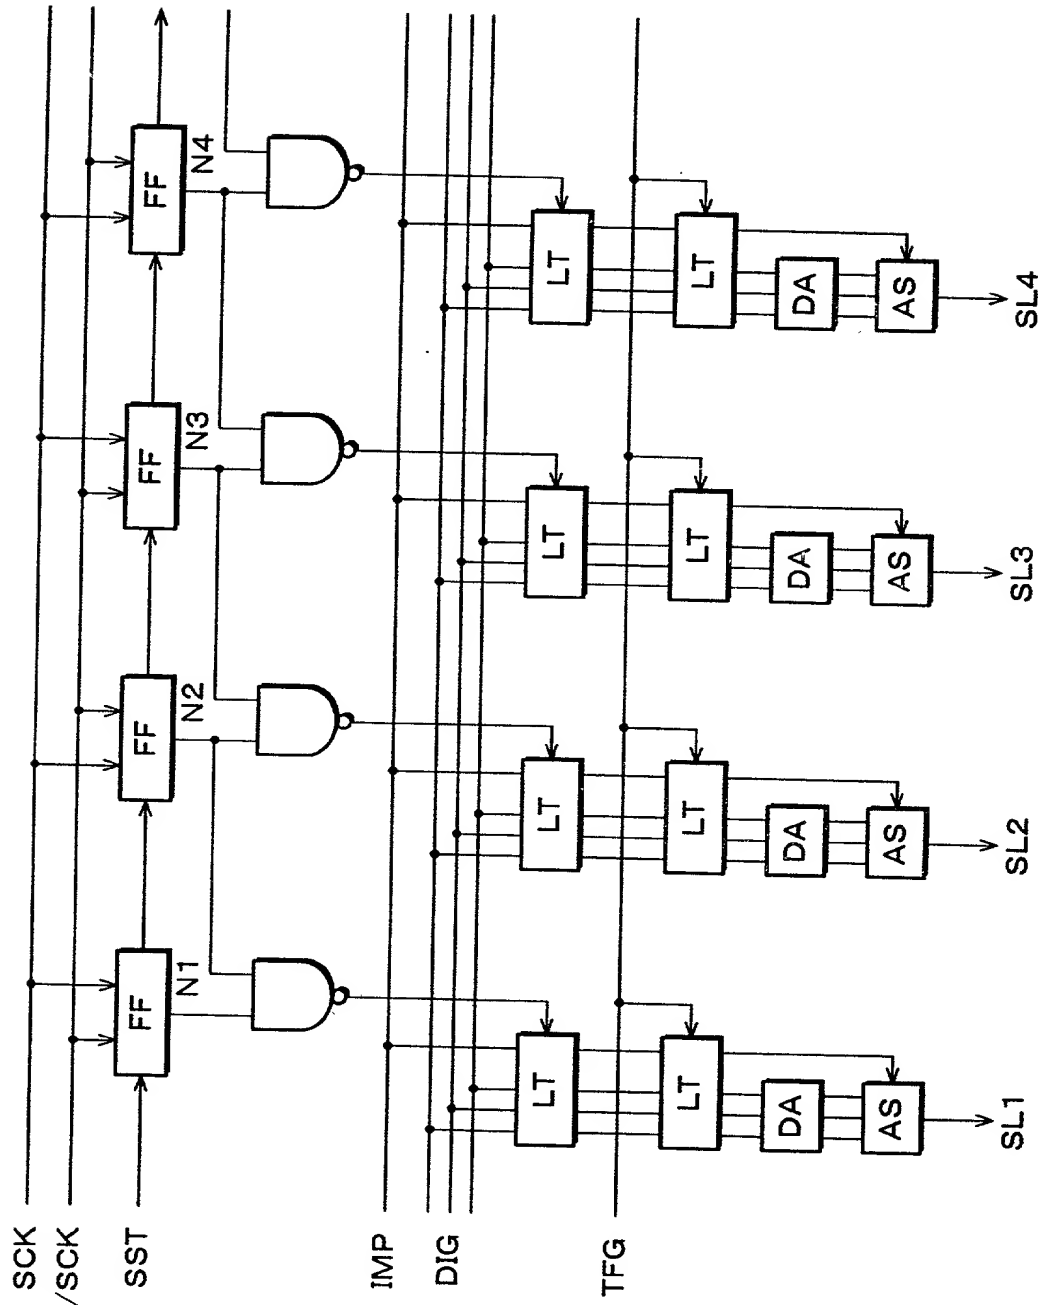 SCK
/SCK
SST
FF
FF
FF
FF
N1
N2
N3
N4
IMP
DIG
LT
LT
LT
LT
TFG
LT
LT
LT
LT
DA
DA
DA
DA
AS
AS
AS
AS
SL1
SL2
SL3
SL4